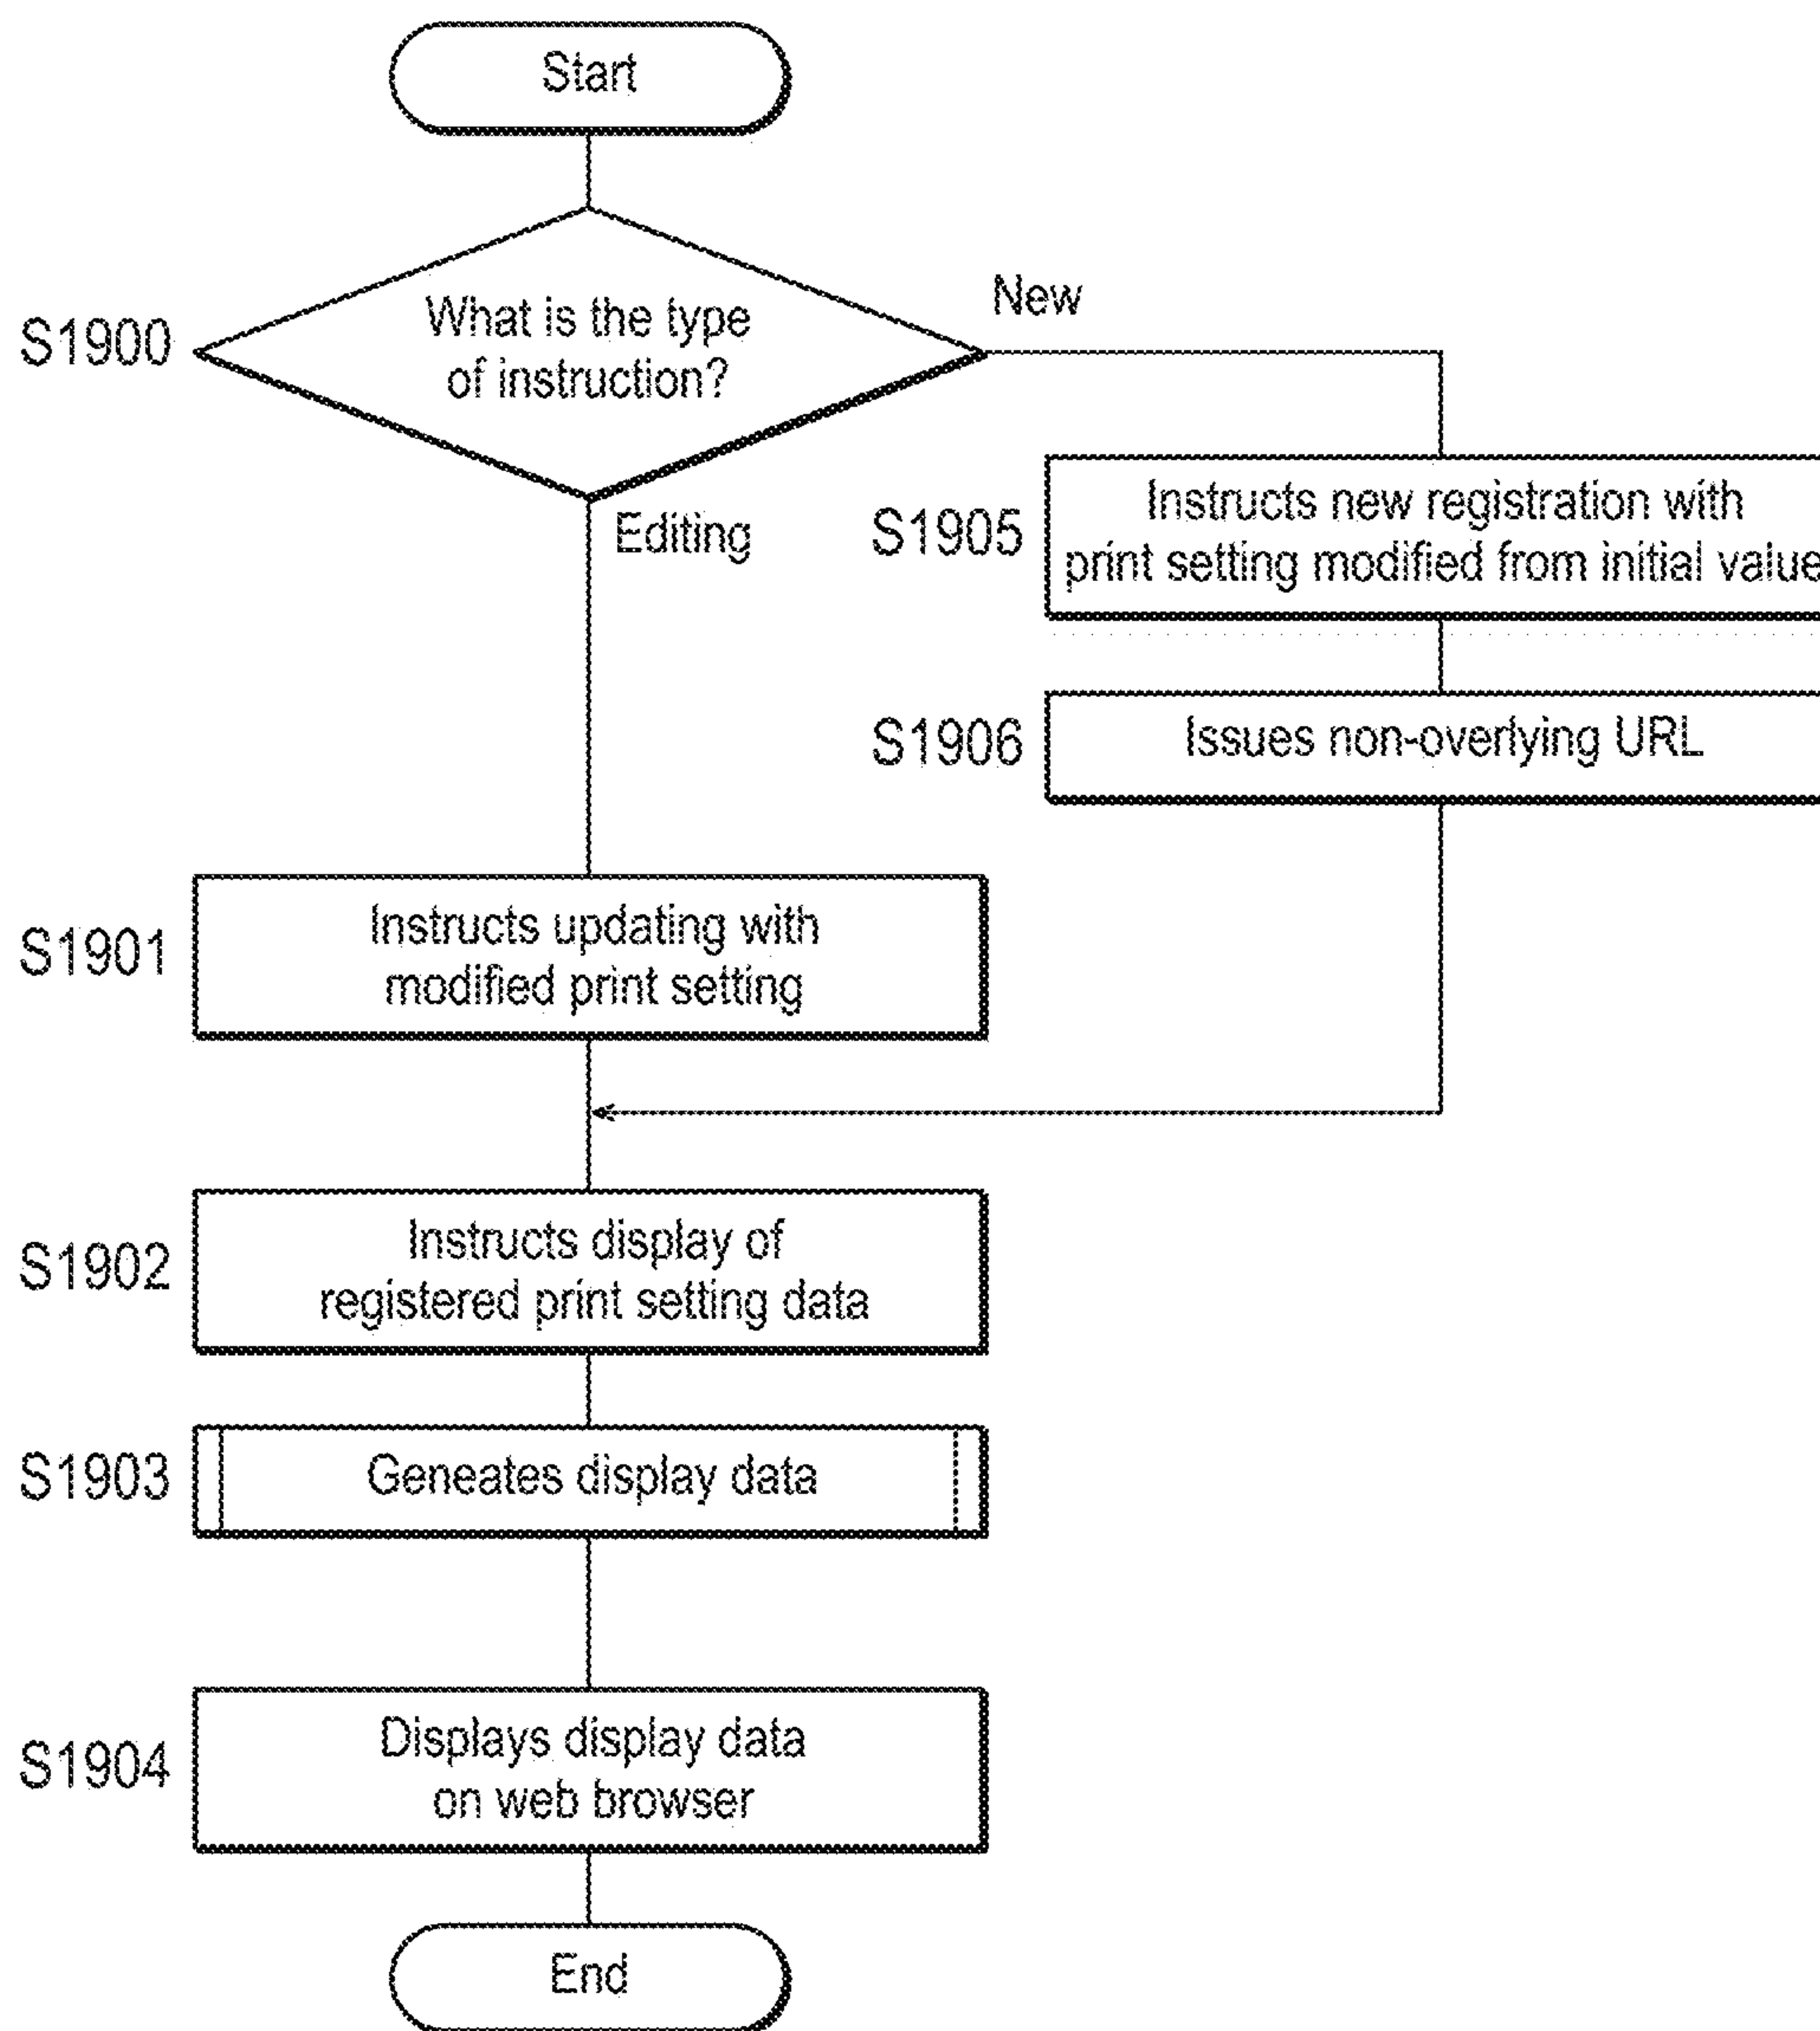 Start
S1900
What is the type
of instruction?
New
Editing
S1905
Instructs new registration with
print setting modified from initial value
S1906
Issues non-overlying URL
S1901
Instructs updating with
modified print setting
S1902
Instructs display of
registered print setting data
S1903
Geneates display data
S1904
Displays display data
on web browser
End